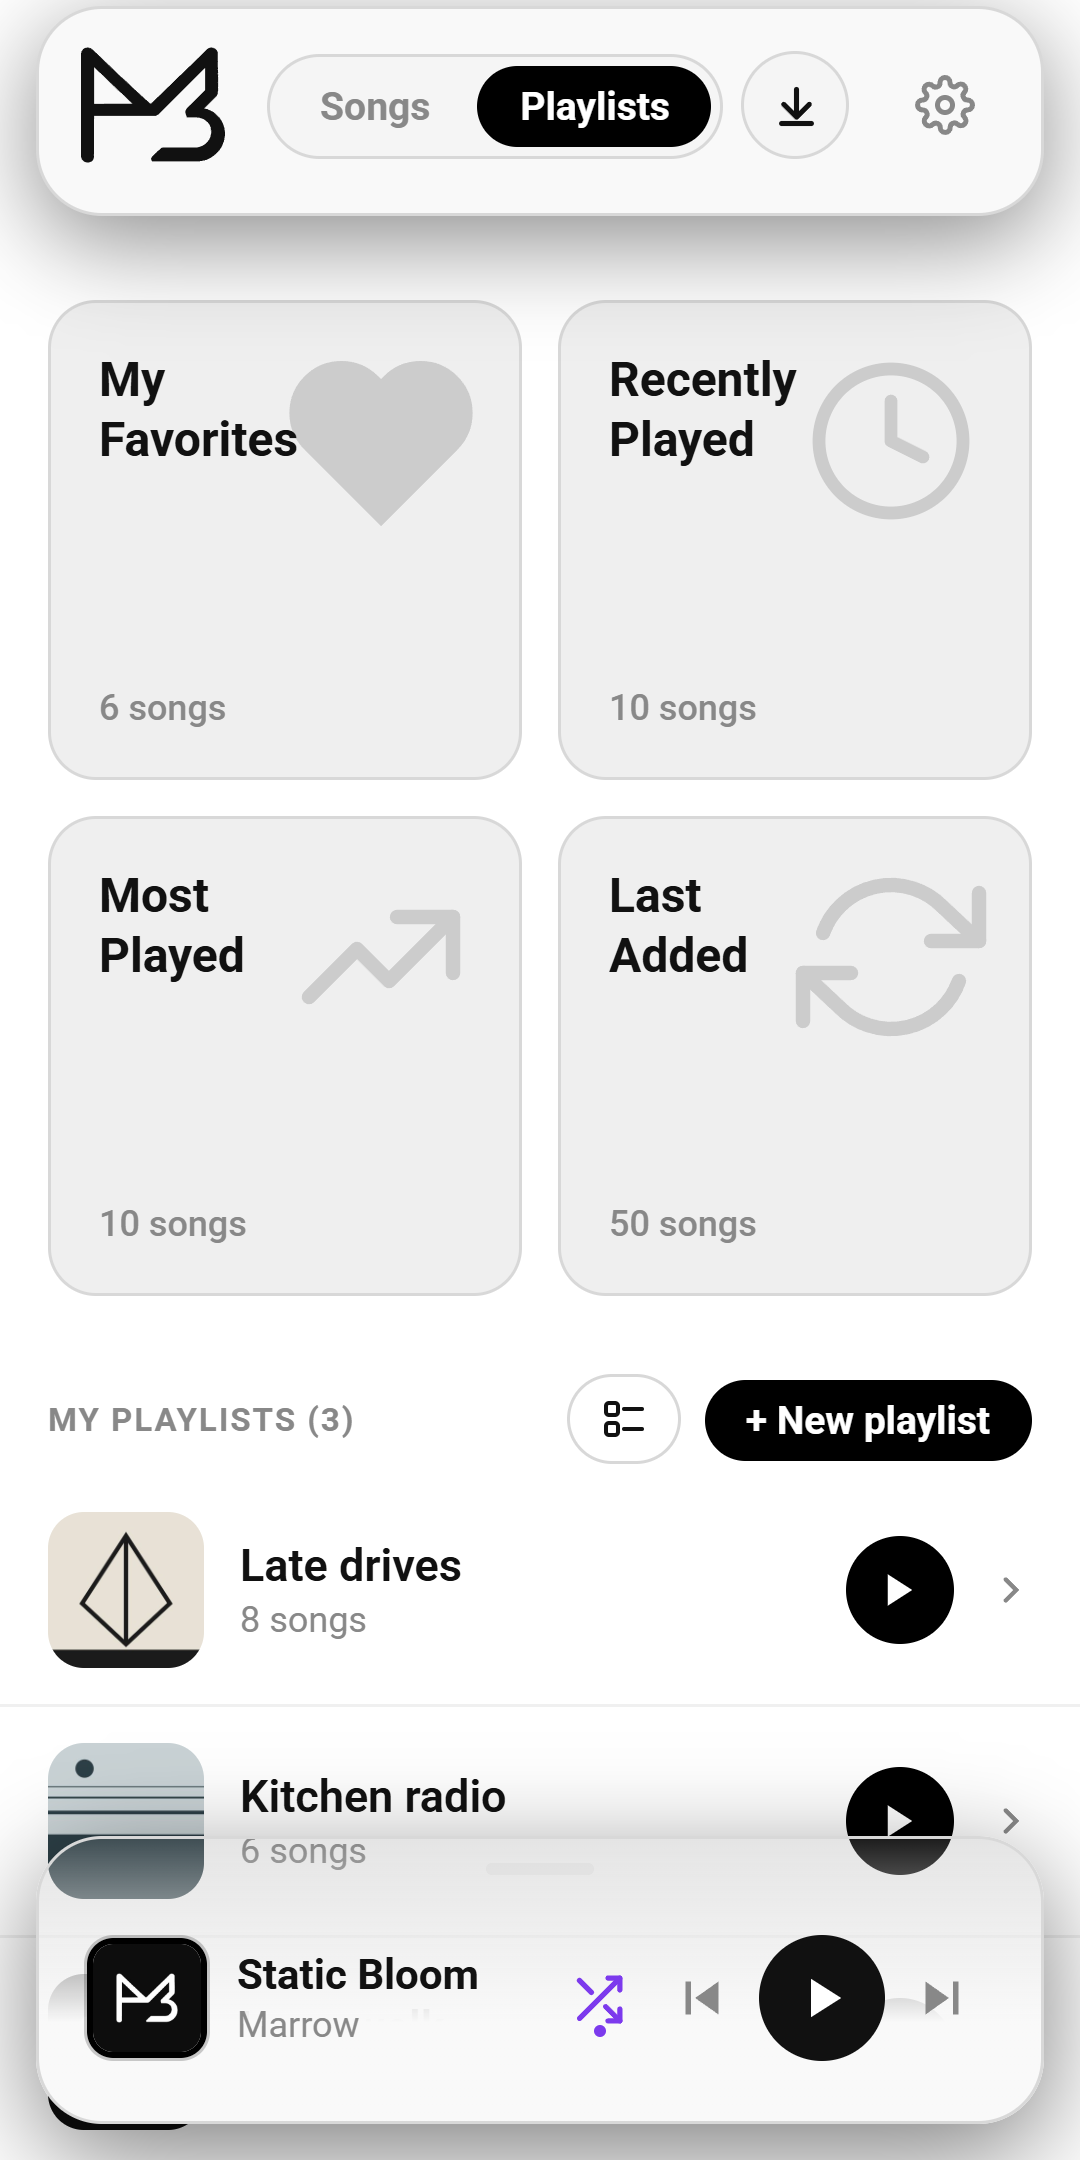 Songs
Playlists
My
Favorites
6 songs
Recently
Played
10 songs
Most
Played
10 songs
Last
Added
50 songs
MY PLAYLISTS (3)
+ New playlist
Late drives
8 songs
Kitchen radio
6 songs
Static Bloom
Marrow